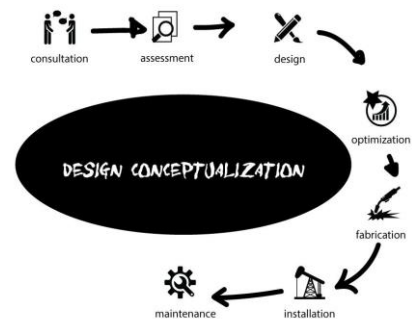 consultation
assessment
design
optimization
DESIGN CONCEPTUALIZATION
fabrication
installation
maintenance